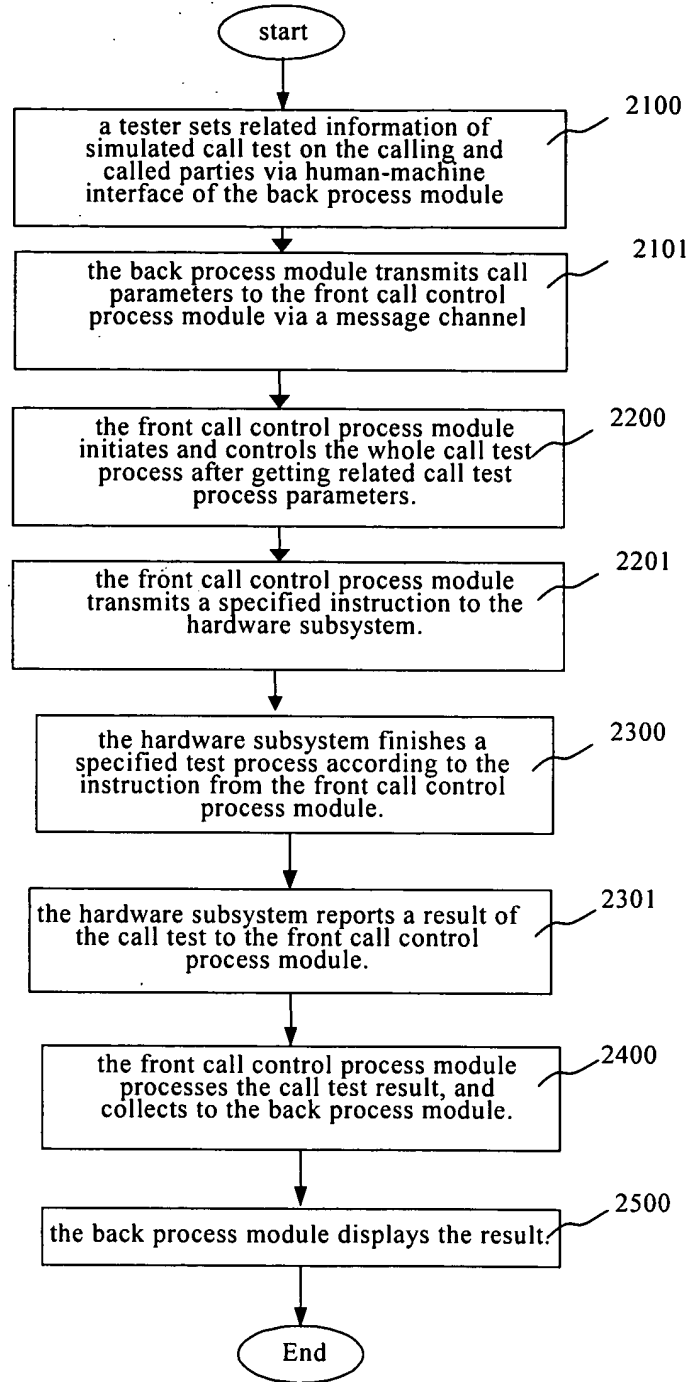 start
2100
a tester sets related information of
simulated call test on the calling and
called parties via human-machine
interface of the back process module
2101
the back process module transmits call
parameters to the front call control
process module via a message channel
2200
the front call control process module
initiates and controls the whole call test
process after getting related call test
process parameters.
2201
the front call control process module
transmits a specified instruction to the
hardware subsystem.
2300
the hardware subsystem finishes a
specified test process according to the
instruction from the front call control
process module.
2301
the hardware subsystem reports a result of
the call test to the front call control
process module.
2400
the front call control process module
processes the call test result, and
collects to the back process module.
2500
the back process module displays the result.
End